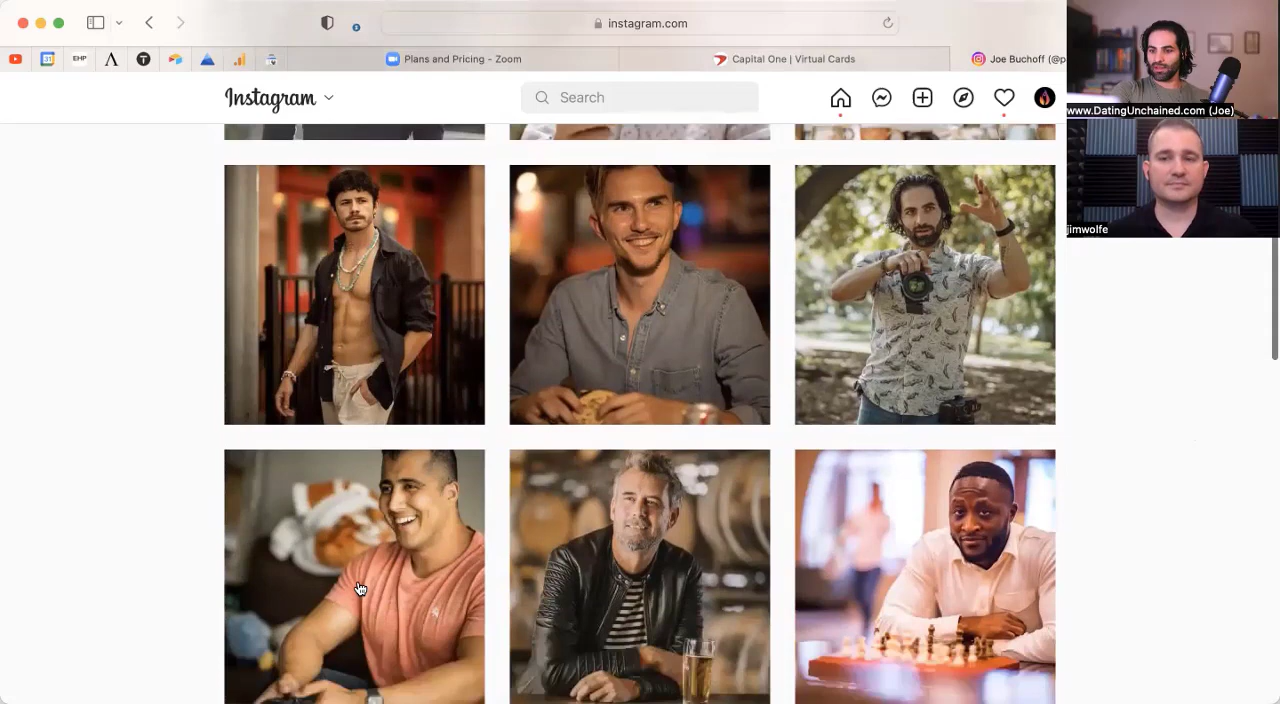 instagram.com
EHP
Plans and Pricing - Zoom
Capital One | Virtual Cards
Joe Buchoff (@p
Instagram
Search
www.DatingUnchained.com (Joe)
jimwolfe